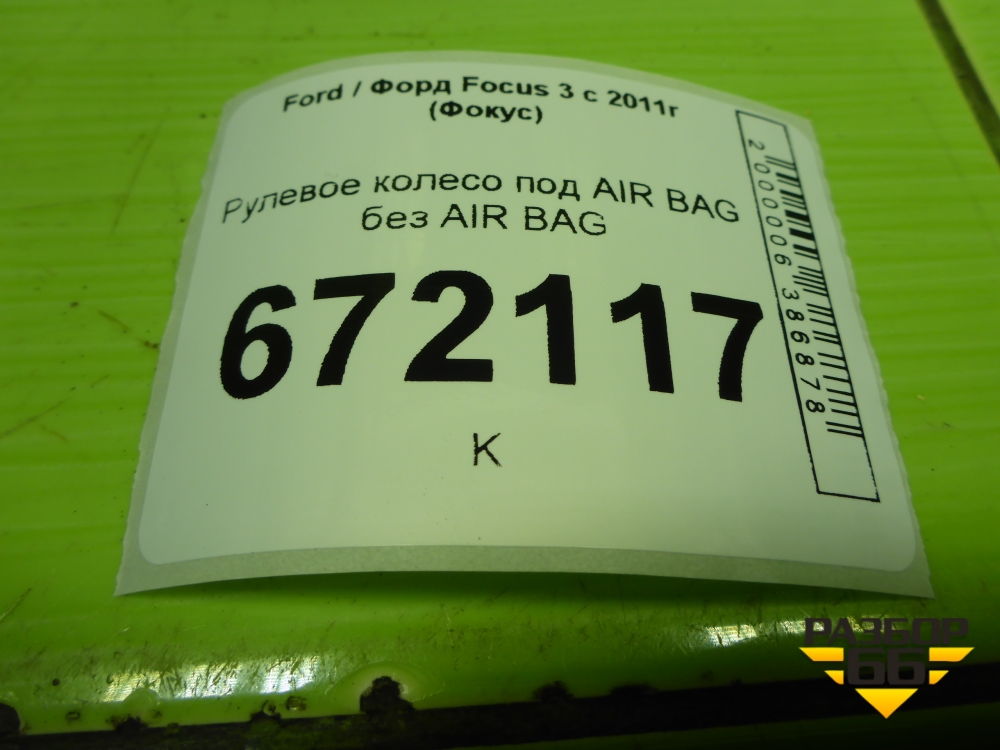 Ford / Форд Focus 3 с 2011г
(Фокус)
Рулевое колесо под AIR BAG
без AIR BAG
672117
К
2000006386878
РАЗБОР
66